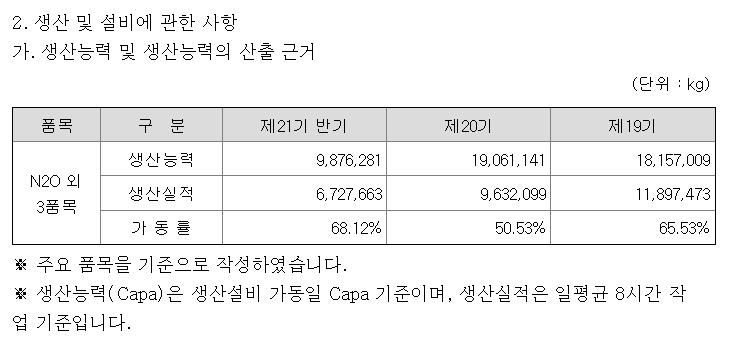 2. 생산 및 설비에 관한 사항
가. 생산능력 및 생산능력의 산출 근거
(단위 : kg)
품목 구 분 제21기 반기 제20기 제19기
N2O 외 3품목 생산능력 9,876,281 19,061,141 18,157,009
생산실적 6,727,663 9,632,099 11,897,473
가 동 률 68.12% 50.53% 65.53%
※ 주요 품목을 기준으로 작성하였습니다.
※ 생산능력(Capa)은 생산설비 가동일 Capa 기준이며, 생산실적은 일평균 8시간 작
업 기준입니다.